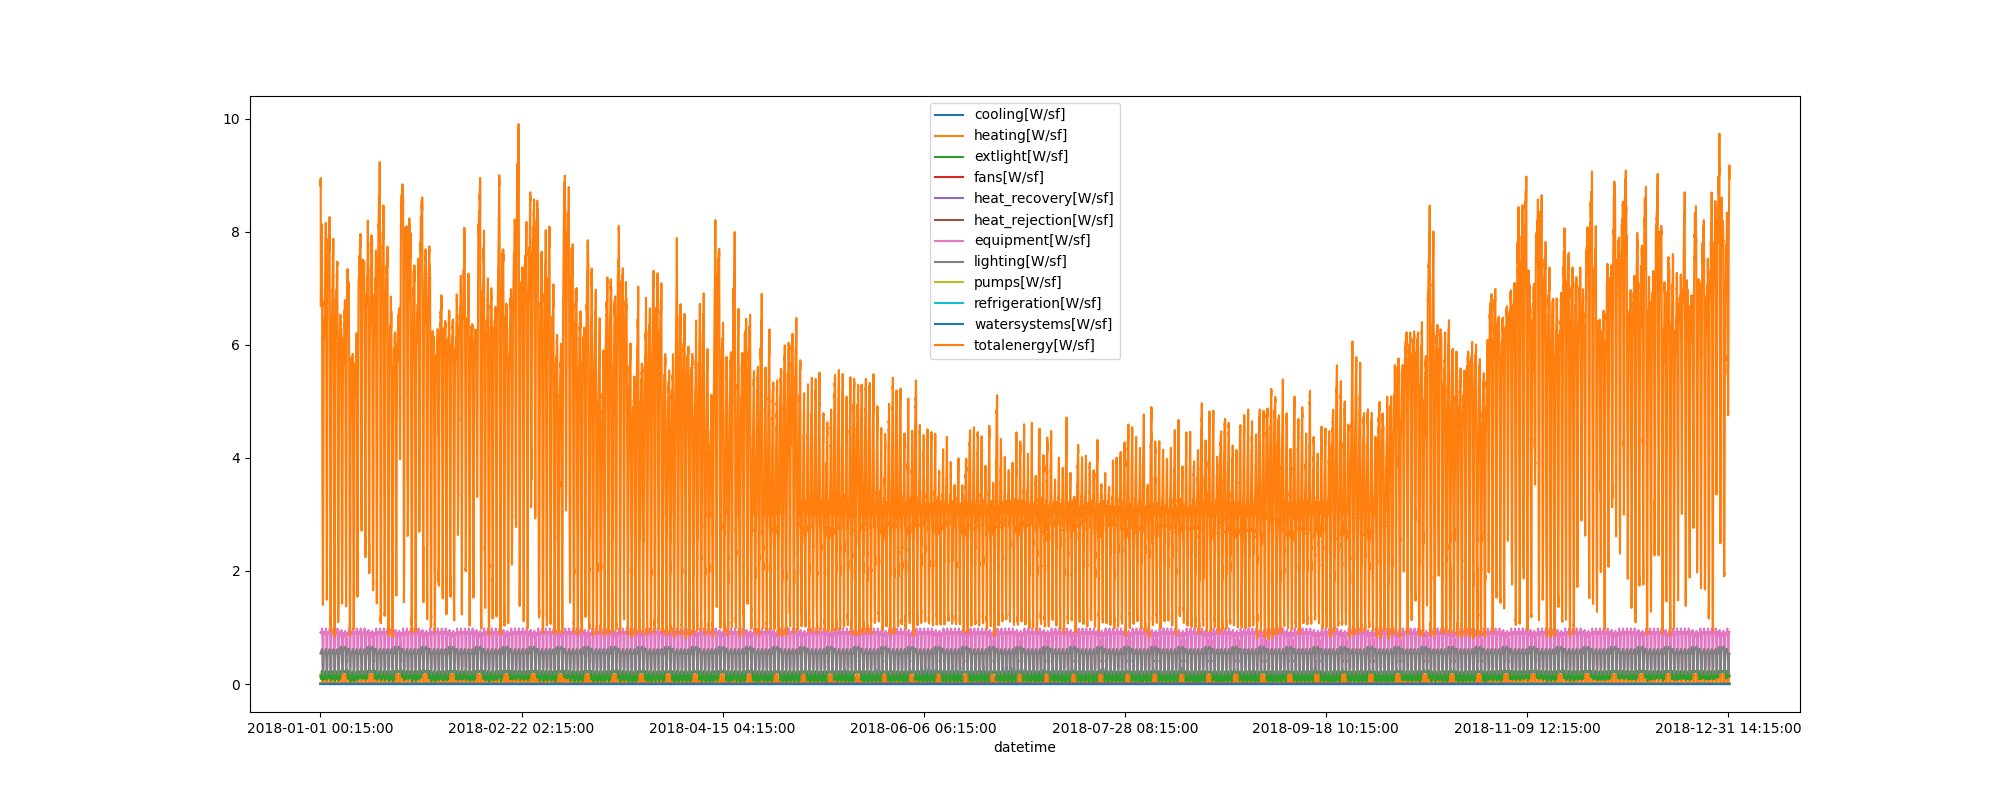 10
8
6
4
2
0
cooling[W/sf]
heating[W/sf]
extlight[W/sf]
fans[W/sf]
heat_recovery[W/sf]
heat_rejection[W/sf]
equipment[W/sf]
lighting[W/sf]
pumps[W/sf]
refrigeration[W/sf]
watersystems[W/sf]
totalenergy[W/sf]
2018-01-01 00:15:00 2018-02-22 02:15:00 2018-04-15 04:15:00 2018-06-06 06:15:00 2018-07-28 08:15:00 2018-09-18 10:15:00 2018-11-09 12:15:00 2018-12-31 14:15:00
datetime